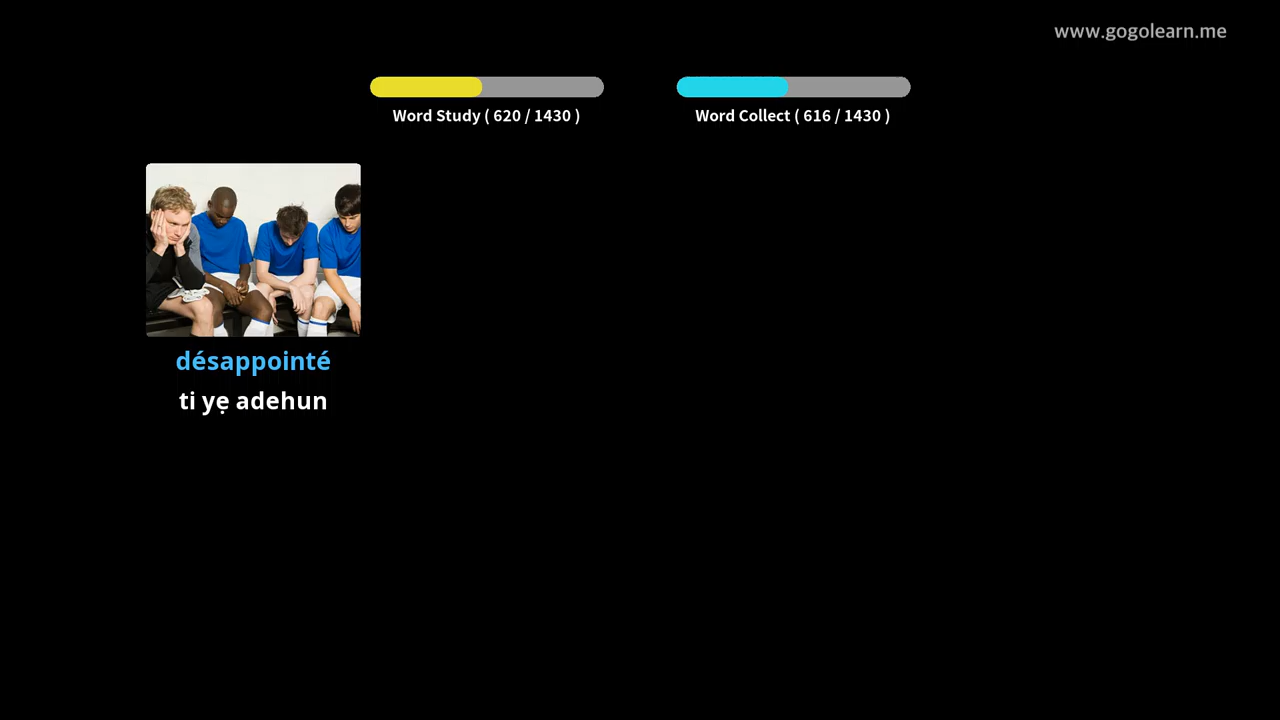 www.gogolearn.me
Word Study ( 620 / 1430 )
Word Collect ( 616 / 1430 )
désappointé
ti yẹ adehun